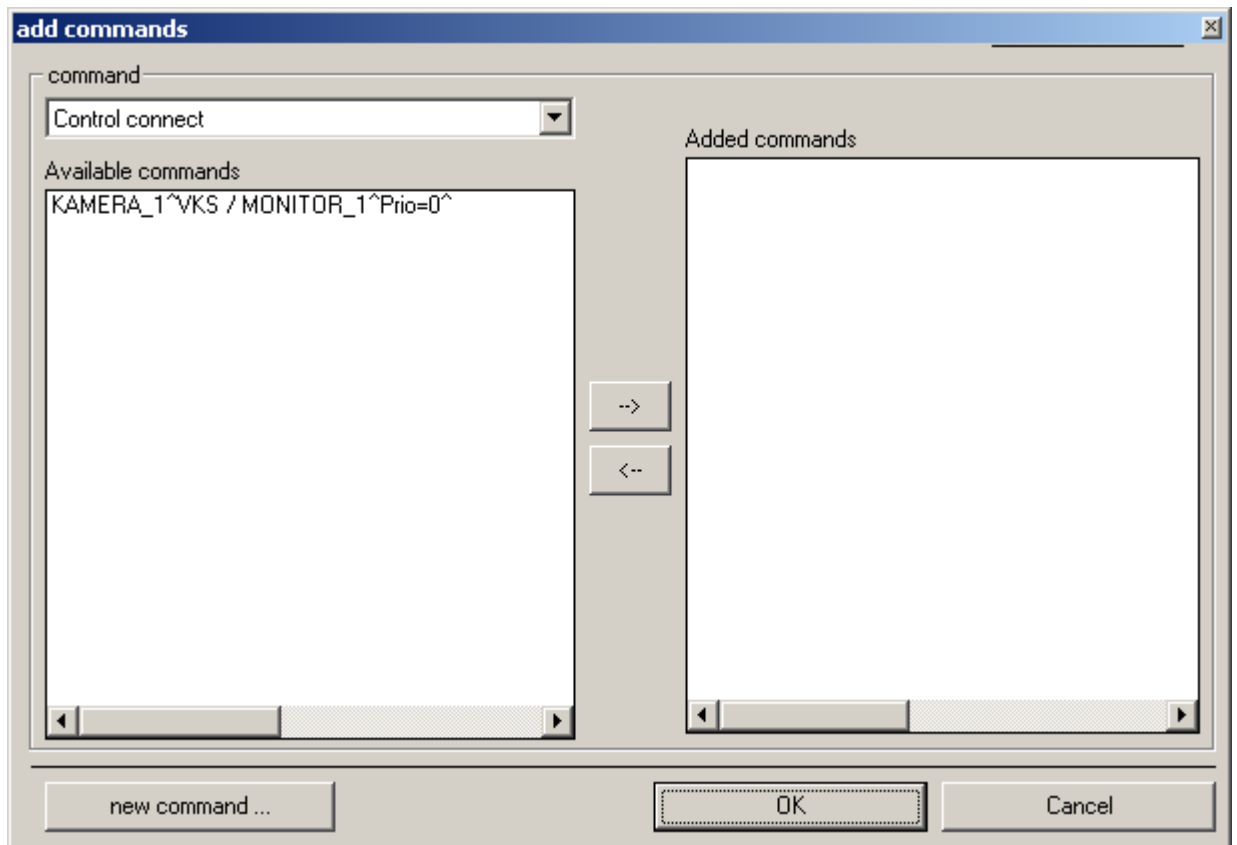 add commands
command
Control connect
Available commands
KAMERA_1^VKS / MONITOR_1^Prio=0^
Added commands
-->
<--
new command ...
OK
Cancel